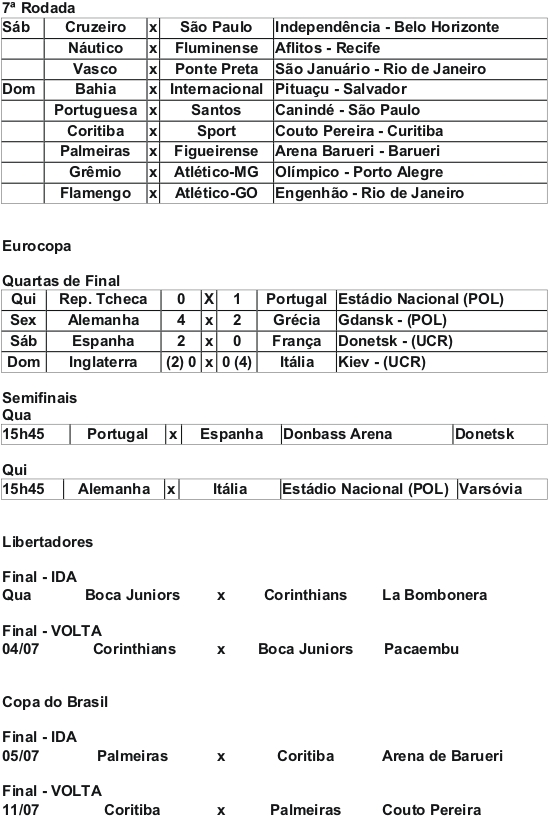 7ª Rodada
Sáb Cruzeiro x São Paulo Independência - Belo Horizonte
Náutico x Fluminense Aflitos - Recife
Vasco x Ponte Preta São Januário - Rio de Janeiro
Dom Bahia x Internacional Pituaçu - Salvador
Portuguesa x Santos Canindé - São Paulo
Coritiba x Sport Couto Pereira - Curitiba
Palmeiras x Figueirense Arena Barueri - Barueri
Grêmio x Atlético-MG Olímpico - Porto Alegre
Flamengo x Atlético-GO Engenhão - Rio de Janeiro
Eurocopa
Quartas de Final
Qui Rep. Tcheca 0 X 1 Portugal Estádio Nacional (POL)
Sex Alemanha 4 x 2 Grécia Gdansk - (POL)
Sáb Espanha 2 x 0 França Donetsk - (UCR)
Dom Inglaterra (2) 0 x 0 (4) Itália Kiev - (UCR)
Semifinais
Qua
15h45 Portugal x Espanha Donbass Arena Donetsk
Qui
15h45 Alemanha x Itália Estádio Nacional (POL) Varsóvia
Libertadores
Final - IDA
Qua Boca Juniors x Corinthians La Bombonera
Final - VOLTA
04/07 Corinthians x Boca Juniors Pacaembu
Copa do Brasil
Final - IDA
05/07 Palmeiras x Coritiba Arena de Barueri
Final - VOLTA
11/07 Coritiba x Palmeiras Couto Pereira